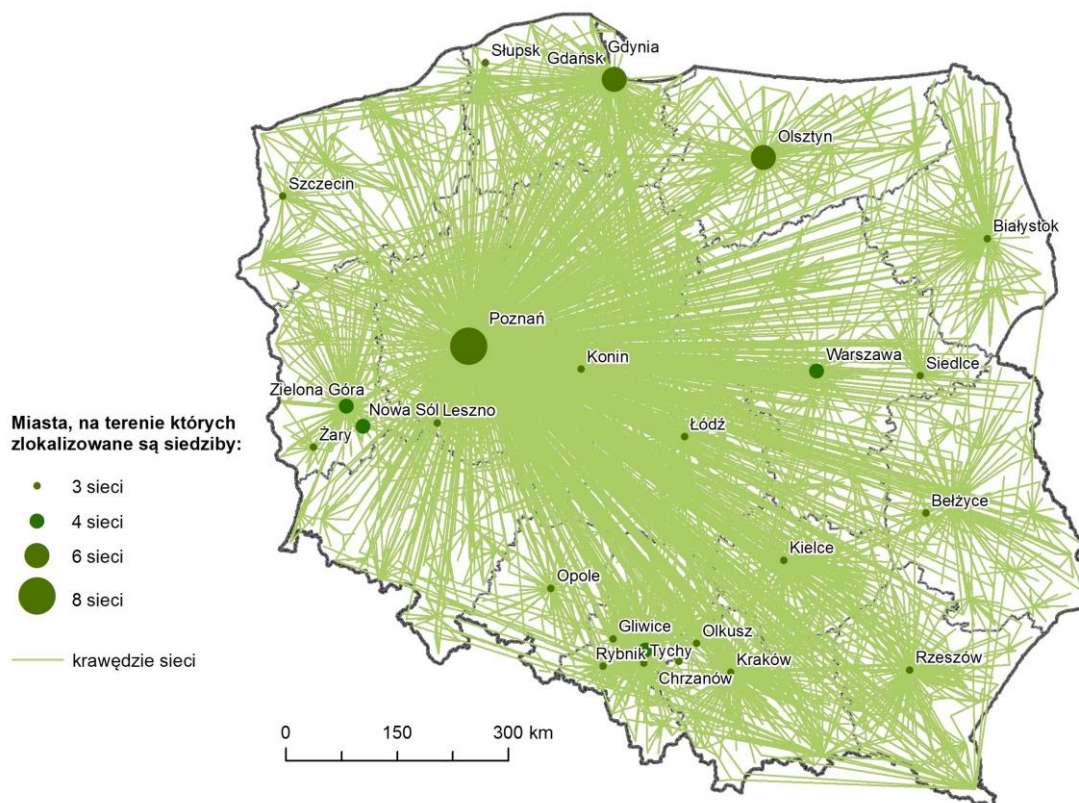 Słupsk
Gdynia
Gdańsk
Olsztyn
Szczecin
Białystok
Poznań
Konin
Warszawa
Siedlce
Zielona Góra
Nowa Sól Leszno
Żary
Łódź
Bełżyce
Kielce
Opole
Gliwice
Olkusz
Rybnik
Tychy
Kraków
Chrzanów
Rzeszów
Miasta, na terenie których
zlokalizowane są siedziby:
3 sieci
4 sieci
6 sieci
8 sieci
krawędzie sieci
0 150 300 km